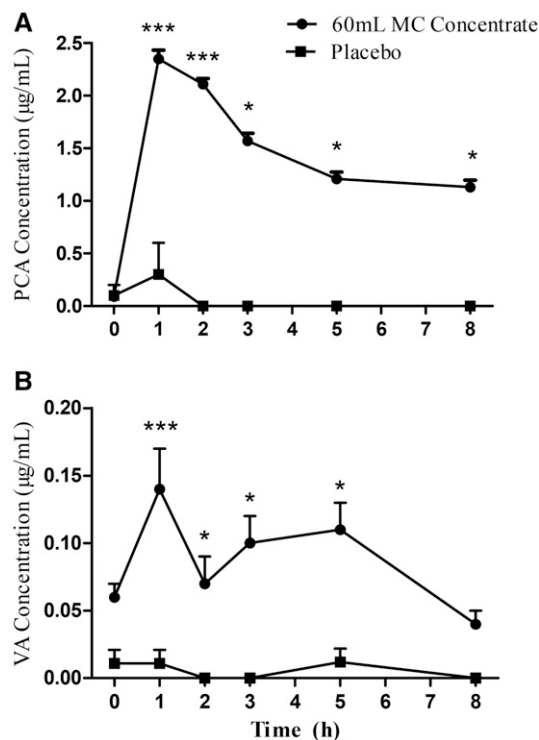 A
60mL MC Concentrate
Placebo
PCA Concentration (µg/mL)
2.5
2.0
1.5
1.0
0.5
0.0
***
***
*
*
*
0 1 2 3 4 5 6 7 8
B
VA Concentration (µg/mL)
0.20
0.15
0.10
0.05
0.00
***
*
*
*
0 1 2 3 4 5 6 7 8
Time (h)